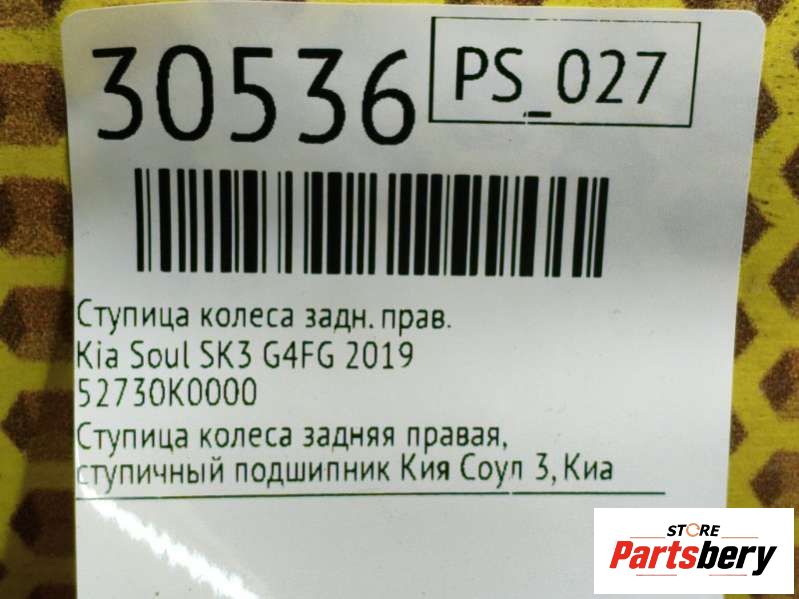 30536
PS_027
Ступица колеса задн. прав.
Kia Soul SK3 G4FG 2019
52730K0000
Ступица колеса задняя правая,
ступичный подшипник Кия Соул 3, Киа
STORE
Partsbery